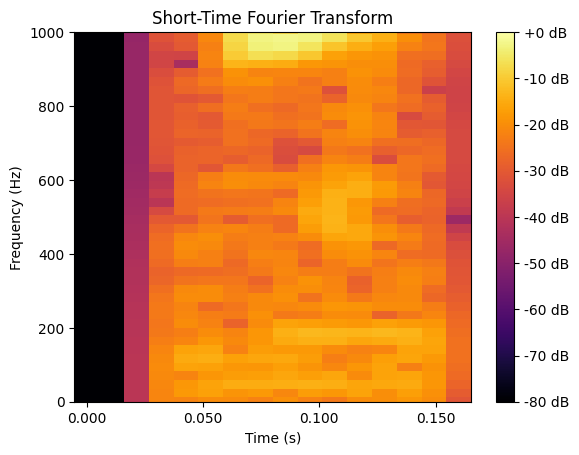 Short-Time Fourier Transform
1000
800
600
400
200
0
Frequency (Hz)
0.000
0.050
0.100
0.150
Time (s)
+0 dB
-10 dB
-20 dB
-30 dB
-40 dB
-50 dB
-60 dB
-70 dB
-80 dB